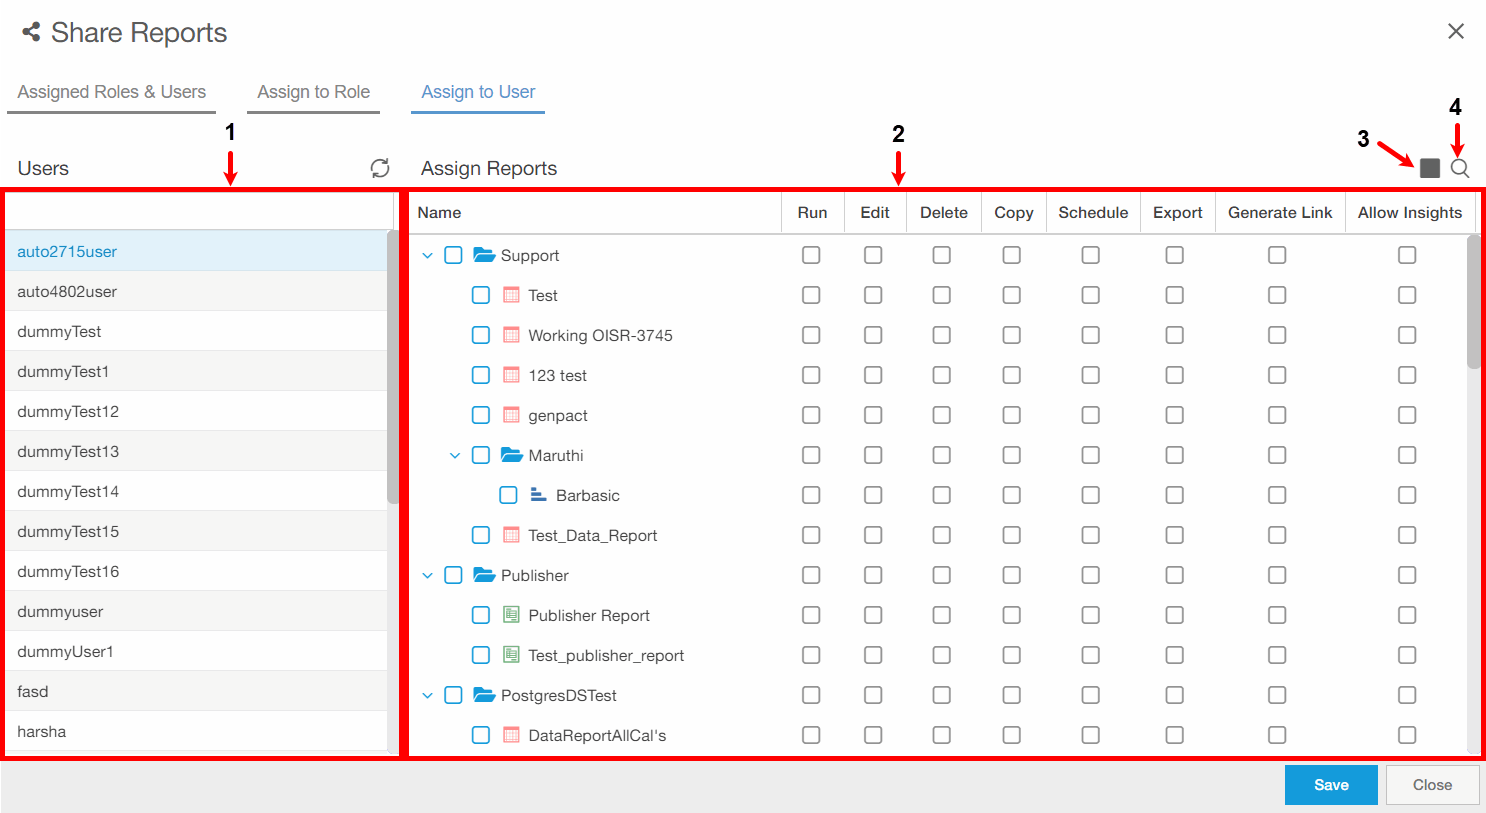 Share Reports
Assigned Roles & Users Assign to Role Assign to User
1 2 3 4
Users Assign Reports
Name Run Edit Delete Copy Schedule Export Generate Link Allow Insights
auto2715user
auto4802user
dummyTest
dummyTest1
dummyTest12
dummyTest13
dummyTest14
dummyTest15
dummyTest16
dummyuser
dummyUser1
fasd
harsha
Support
Test
Working OISR-3745
123 test
genpact
Maruthi
Barbasic
Test_Data_Report
Publisher
Publisher Report
Test_publisher_report
PostgresDSTest
DataReportAllCal's
Save Close